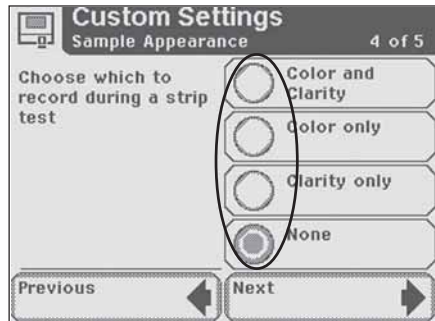 Custom Settings
Sample Appearance 4 of 5
Choose which to
record during a strip
test
Color and
Clarity
Color only
Clarity only
None
Previous
Next